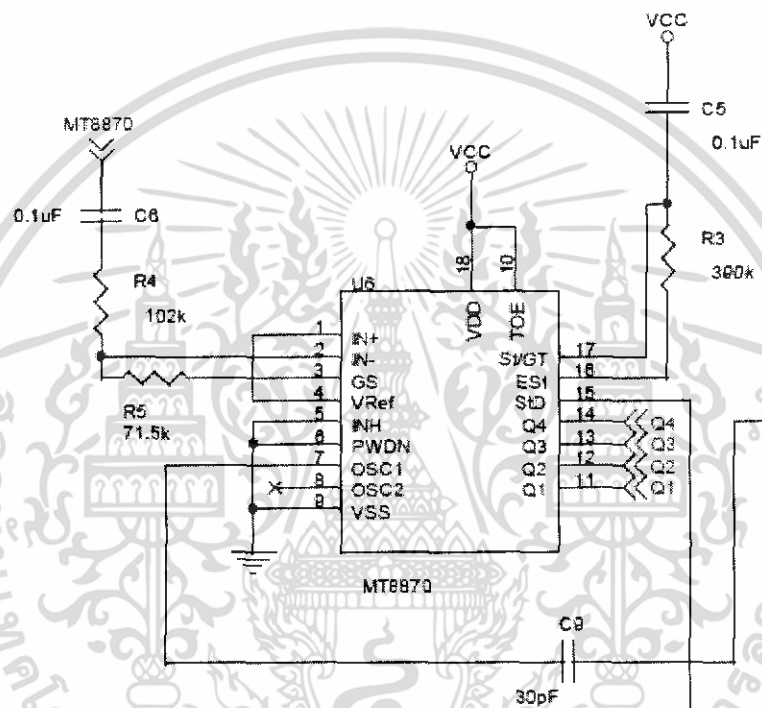 VCC
C5
0.1uF
MT8870
0.1uF
C6
VCC
R4
102k
R3
390k
U6
18
10
VDD
TOE
1
IN+
2
IN-
3
GS
4
VRef
5
INH
6
PWDN
7
OSC1
8
OSC2
9
VSS
St/GT
17
ESt
16
StD
15
Q4
14
Q4
Q3
13
Q3
Q2
12
Q2
Q1
11
Q1
R5
71.5k
MT8870
C9
30pF